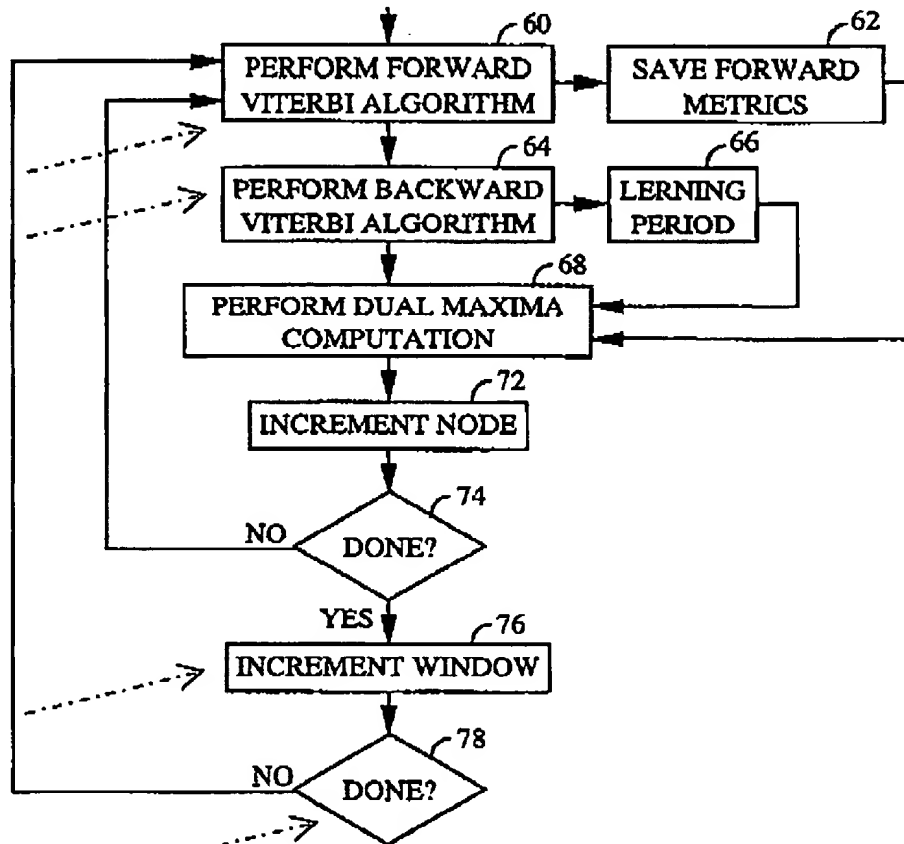 60
PERFORM FORWARD
VITERBI ALGORITHM
62
SAVE FORWARD
METRICS
64
PERFORM BACKWARD
VITERBI ALGORITHM
66
LERNING
PERIOD
68
PERFORM DUAL MAXIMA
COMPUTATION
72
INCREMENT NODE
74
DONE?
NO
YES
76
INCREMENT WINDOW
78
DONE?
NO